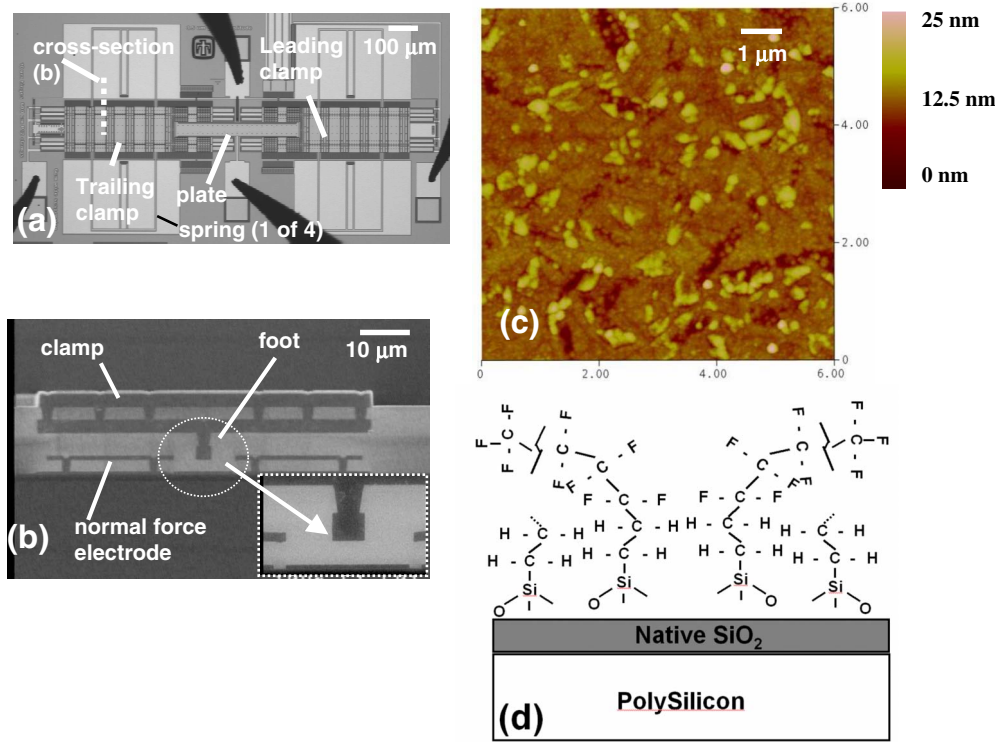 cross-section
(b)
Leading
clamp
100 μm
Trailing
clamp
plate
spring (1 of 4)
(a)
clamp
foot
10 μm
normal force
electrode
(b)
1 μm
6.00
4.00
2.00
0
0
2.00
4.00
6.00
(c)
25 nm
12.5 nm
0 nm
F
F
F
F
F
F
F
F
C
C
F
F
C
C
F
F
C
C
F
F
F
F
F - C - F
F - C - F
H - C - H
H - C - H
H - C - H
H - C - H
H - C - H
H - C - H
H - C - H
H - C - H
Si
Si
Si
Si
O
O
O
O
Native SiO₂
PolySilicon
(d)